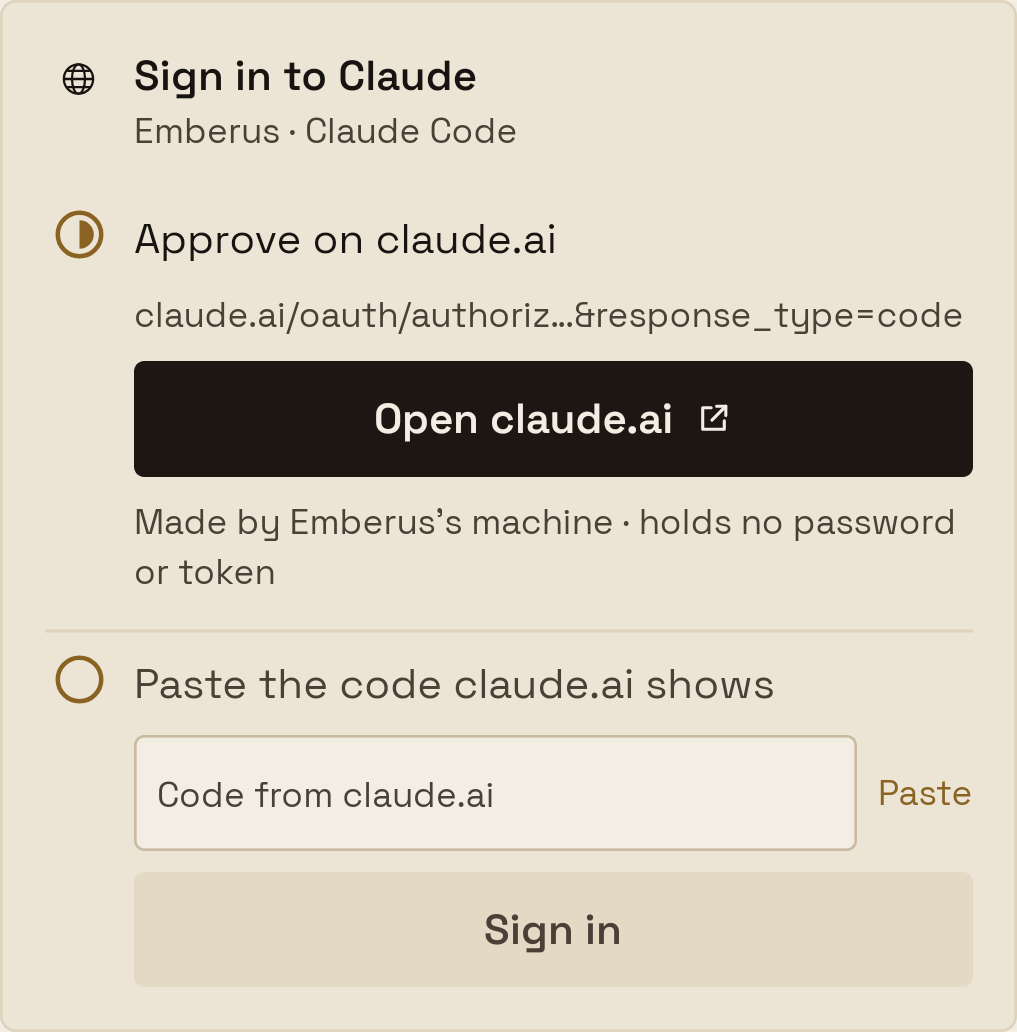 Sign in to Claude
Emberus · Claude Code
Approve on claude.ai
claude.ai/oauth/authoriz…&response_type=code
Open claude.ai
Made by Emberus’s machine · holds no password
or token
Paste the code claude.ai shows
Code from claude.ai
Paste
Sign in